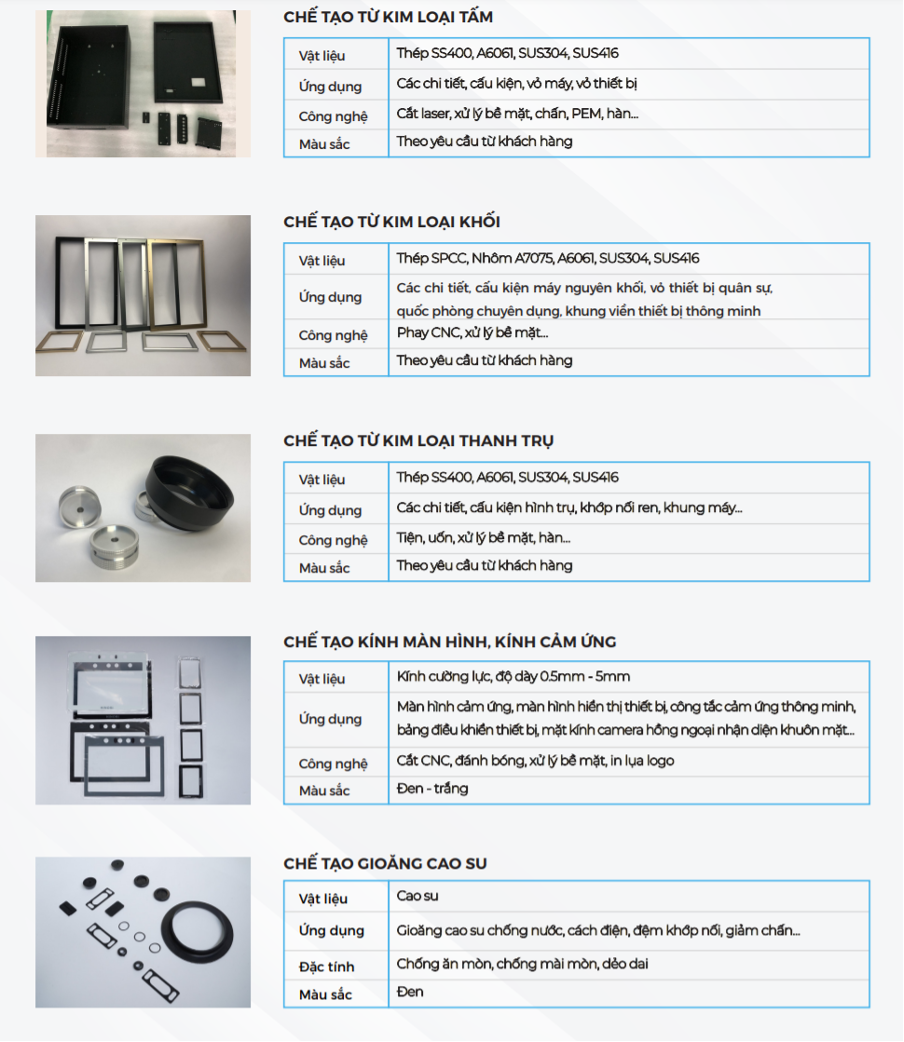 CHẾ TẠO TỪ KIM LOẠI TẤM
Vật liệu Thép SS400, A6061, SUS304, SUS416
Ứng dụng Các chi tiết, cấu kiện, vỏ máy, vỏ thiết bị
Công nghệ Cắt laser, xử lý bề mặt, chấn, PEM, hàn...
Màu sắc Theo yêu cầu từ khách hàng
CHẾ TẠO TỪ KIM LOẠI KHỐI
Vật liệu Thép SPCC, Nhôm A7075, A6061, SUS304, SUS416
Ứng dụng Các chi tiết, cấu kiện máy nguyên khối, vỏ thiết bị quân sự,
quốc phòng chuyên dụng, khung viền thiết bị thông minh
Công nghệ Phay CNC, xử lý bề mặt...
Màu sắc Theo yêu cầu từ khách hàng
CHẾ TẠO TỪ KIM LOẠI THANH TRỤ
Vật liệu Thép SS400, A6061, SUS304, SUS416
Ứng dụng Các chi tiết, cấu kiện hình trụ, khớp nối ren, khung máy...
Công nghệ Tiện, uốn, xử lý bề mặt, hàn...
Màu sắc Theo yêu cầu từ khách hàng
CHẾ TẠO KÍNH MÀN HÌNH, KÍNH CẢM ỨNG
Vật liệu Kính cường lực, độ dày 0.5mm - 5mm
Ứng dụng Màn hình cảm ứng, màn hình hiển thị thiết bị, công tắc cảm ứng thông minh,
bảng điều khiển thiết bị, mặt kính camera hồng ngoại nhận diện khuôn mặt...
Công nghệ Cắt CNC, đánh bóng, xử lý bề mặt, in lụa logo
Màu sắc Đen - trắng
CHẾ TẠO GIOĂNG CAO SU
Vật liệu Cao su
Ứng dụng Gioăng cao su chống nước, cách điện, đệm khớp nối, giảm chấn...
Đặc tính Chống ăn mòn, chống mài mòn, dẻo dai
Màu sắc Đen